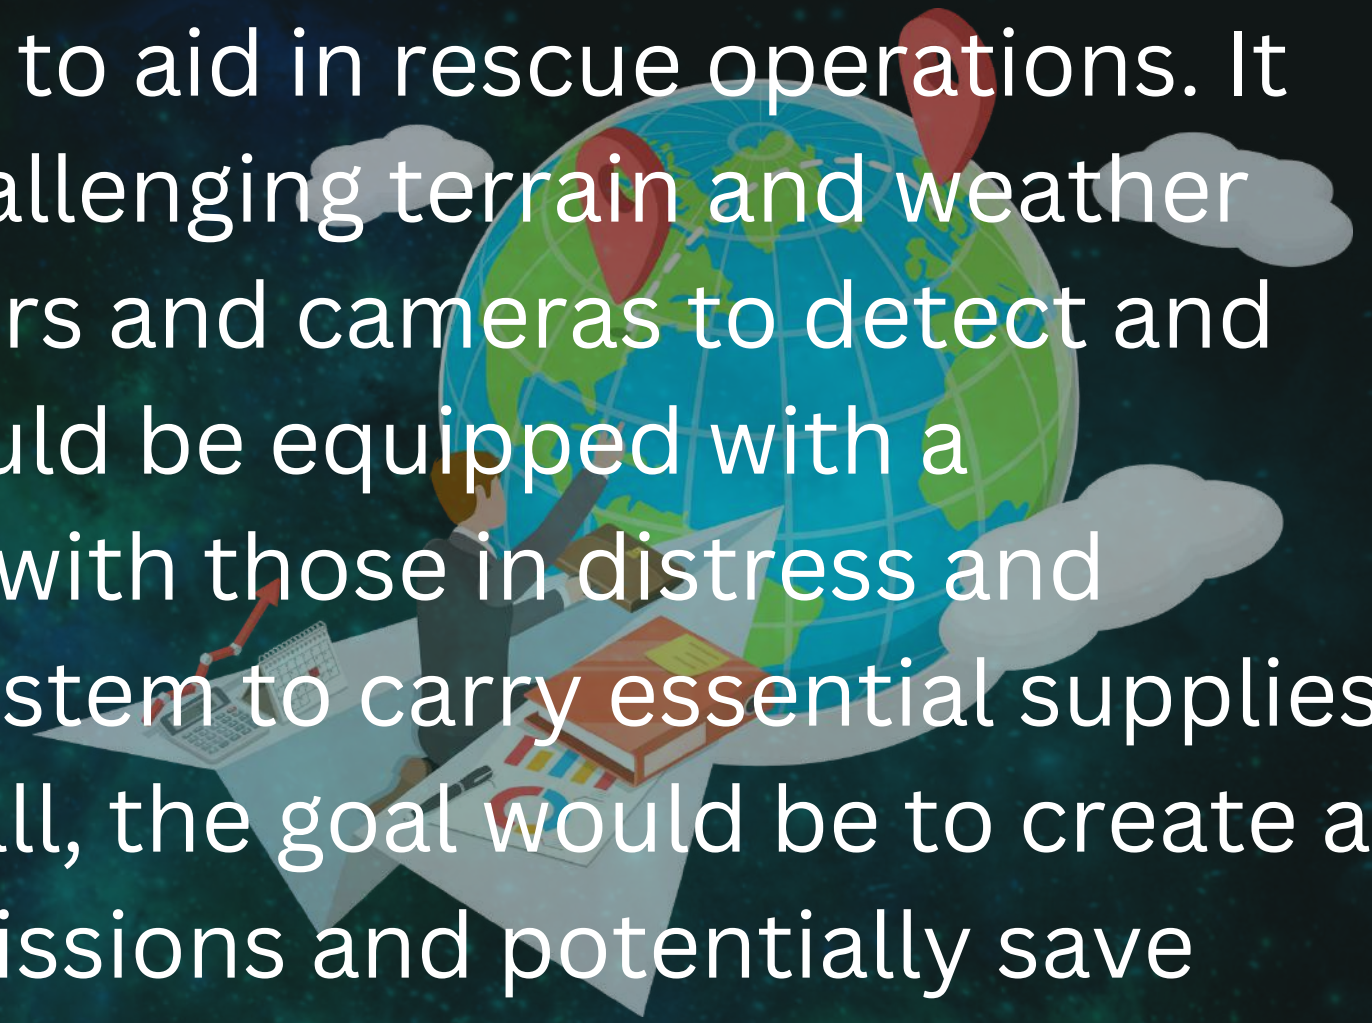 to aid in rescue operations. It
allenging terrain and weather
rs and cameras to detect and
uld be equipped with a
with those in distress and
stem to carry essential supplies
ll, the goal would be to create a
issions and potentially save